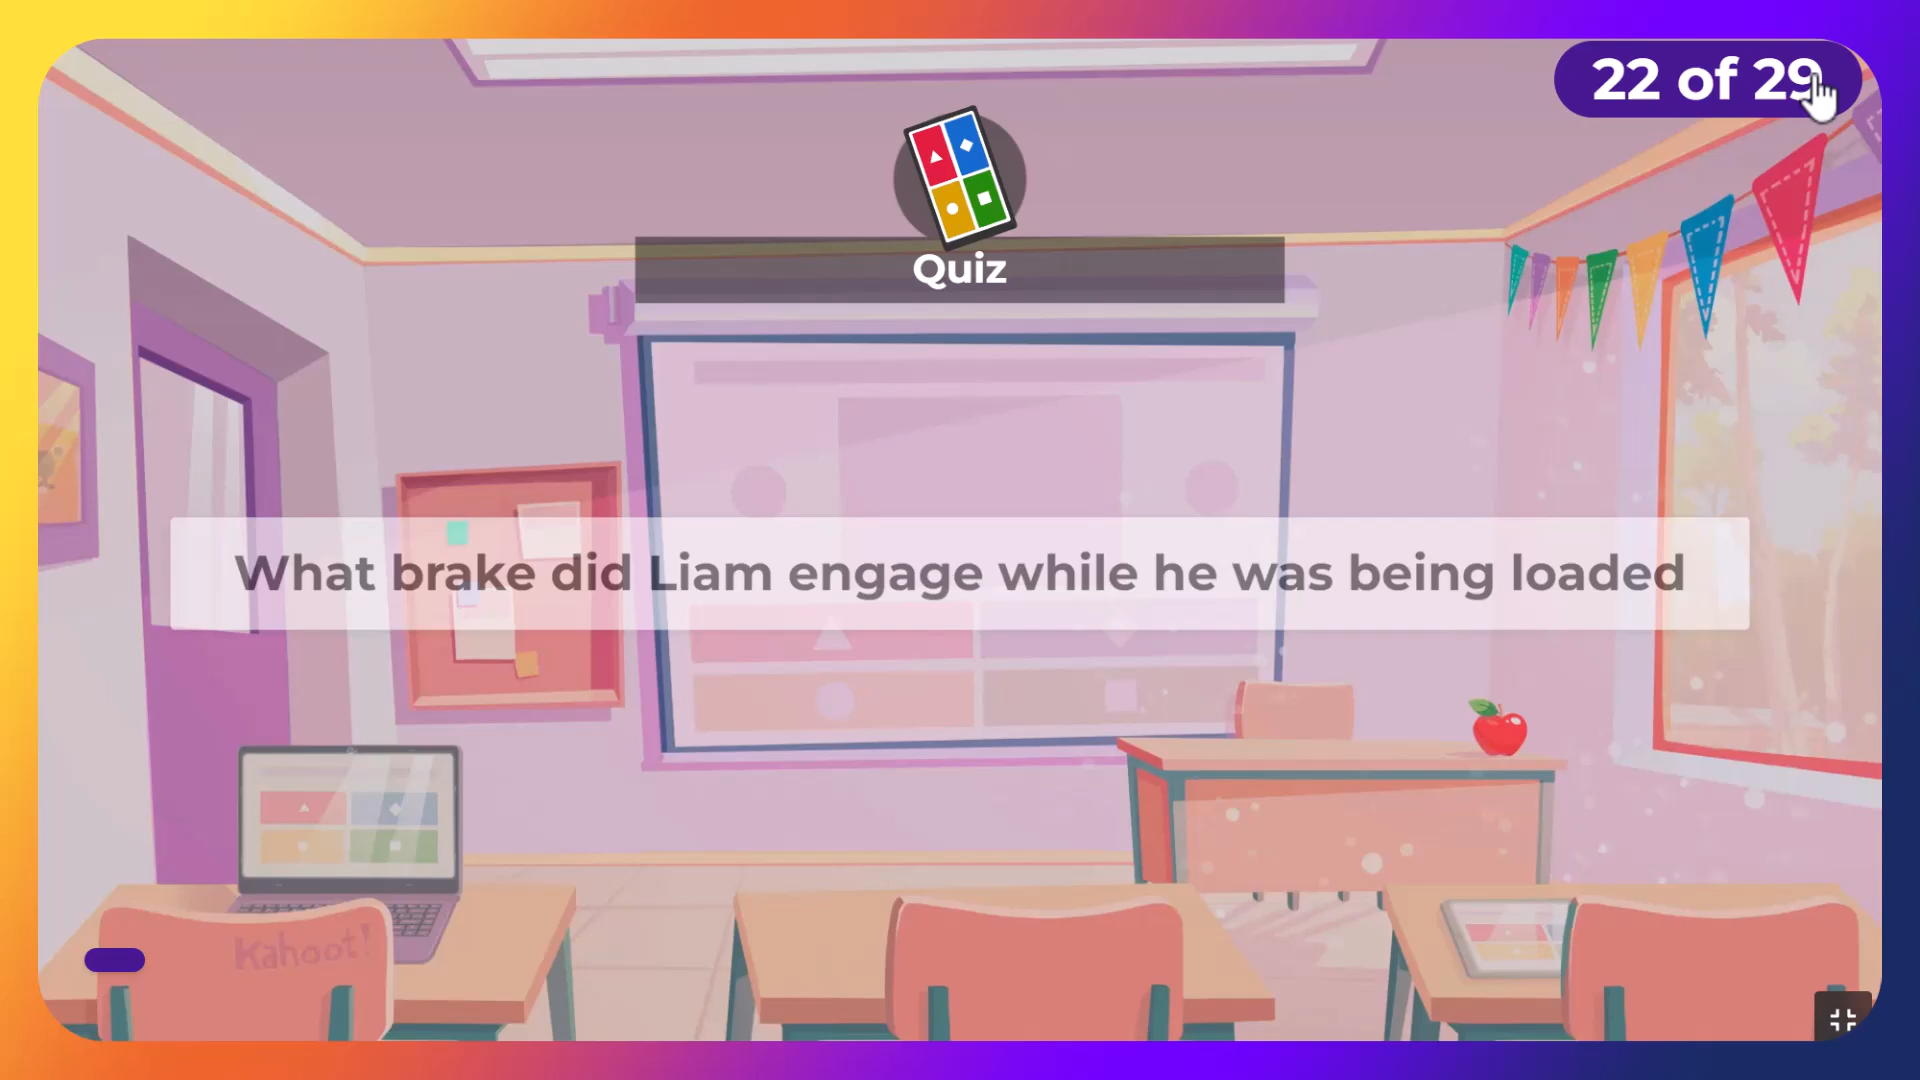 22 of 29
Quiz
What brake did Liam engage while he was being loaded
Kahoot!